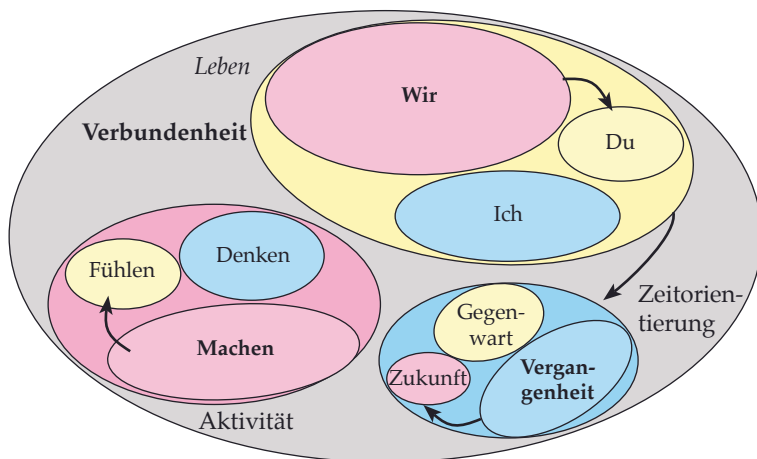 Leben
Wir
Verbundenheit
Du
Ich
Denken
Fühlen
Machen
Aktivität
Zeitorien-
tierung
Gegen-
wart
Zukunft
Vergan-
genheit